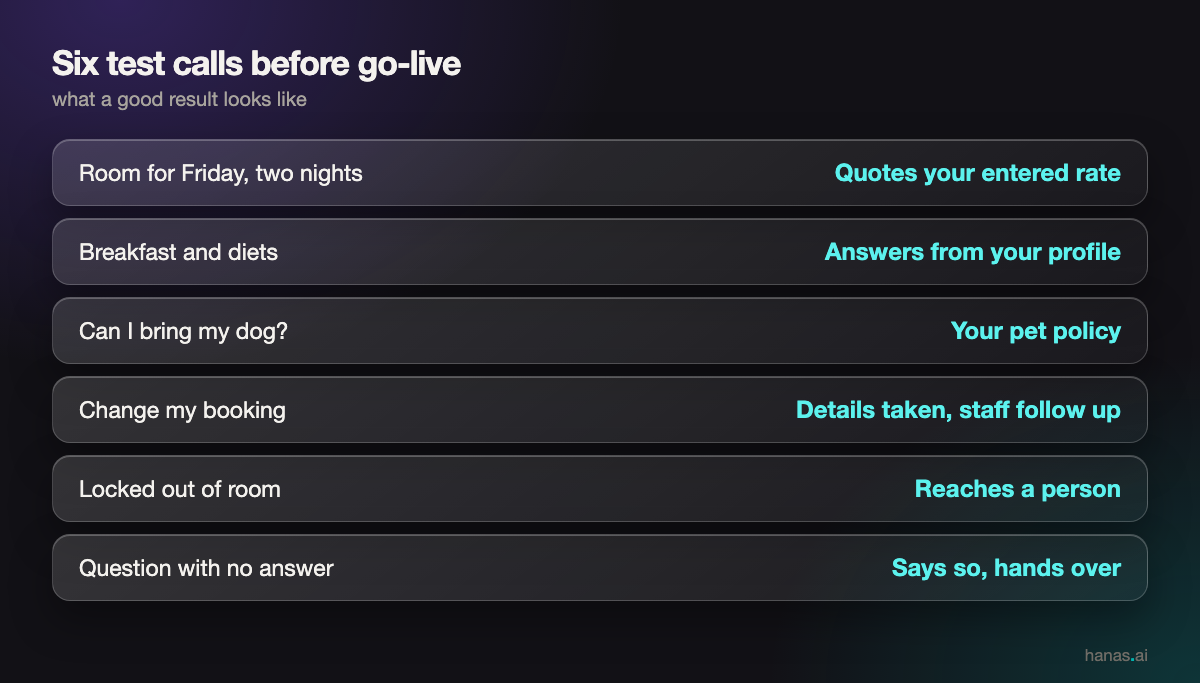 Six test calls before go-live
what a good result looks like
Room for Friday, two nights Quotes your entered rate
Breakfast and diets Answers from your profile
Can I bring my dog? Your pet policy
Change my booking Details taken, staff follow up
Locked out of room Reaches a person
Question with no answer Says so, hands over
hanas.ai